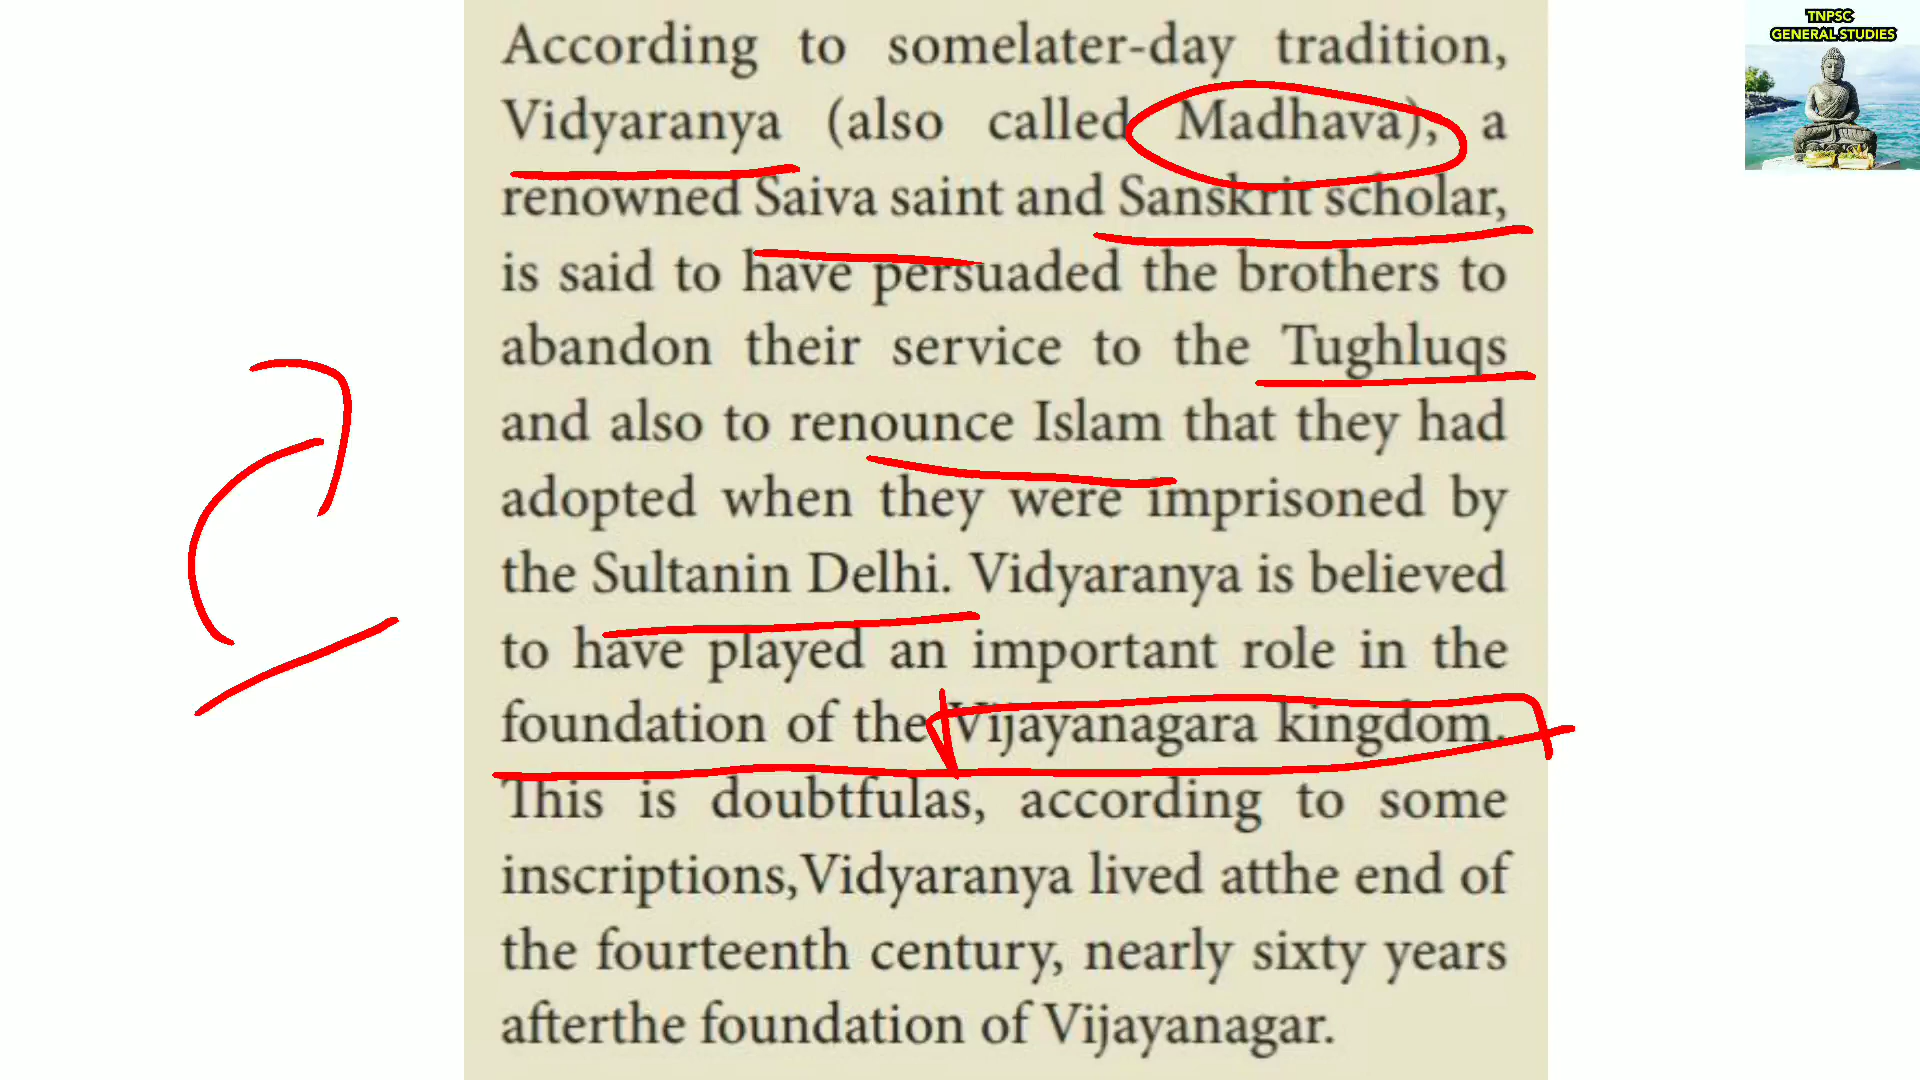 According to somelater-day tradition,
Vidyaranya (also called Madhava), a
renowned Saiva saint and Sanskrit scholar,
is said to have persuaded the brothers to
abandon their service to the Tughluqs
and also to renounce Islam that they had
adopted when they were imprisoned by
the Sultanin Delhi. Vidyaranya is believed
to have played an important role in the
foundation of the Vijayanagara kingdom.
This is doubtfulas, according to some
inscriptions,Vidyaranya lived atthe end of
the fourteenth century, nearly sixty years
afterthe foundation of Vijayanagar.
TNPSC
GENERAL STUDIES